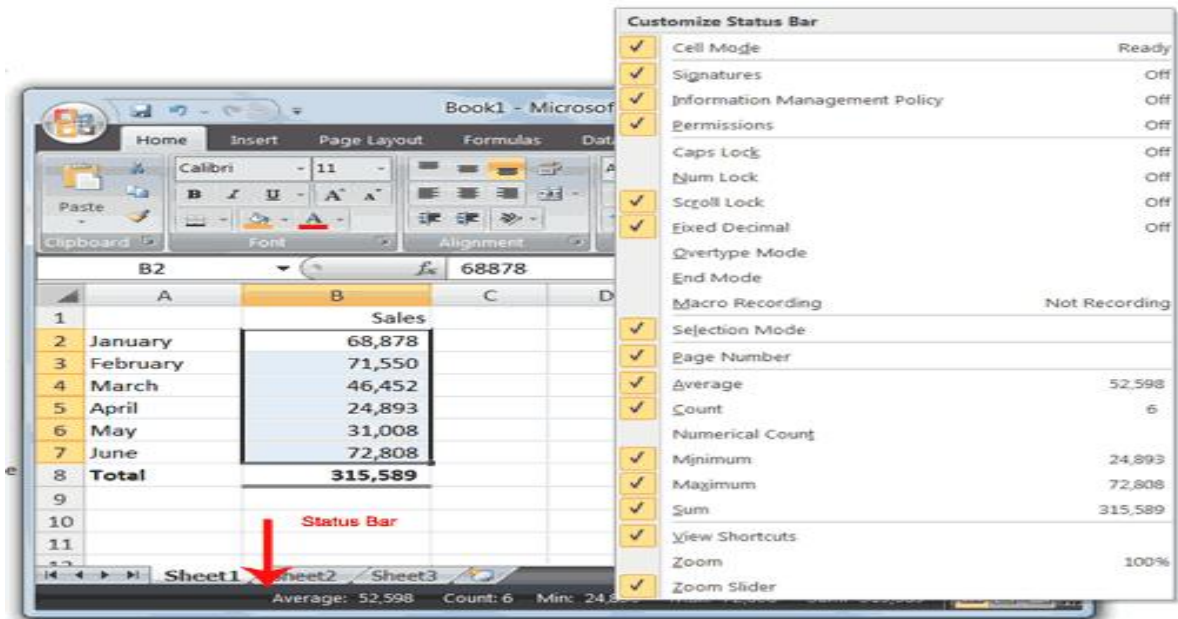 Customize Status Bar
Cell Mode Ready
Signatures Off
Information Management Policy Off
Permissions Off
Caps Lock Off
Num Lock Off
Scroll Lock Off
Fixed Decimal Off
Overtype Mode
End Mode
Macro Recording Not Recording
Selection Mode
Page Number
Average 52,598
Count 6
Numerical Count
Minimum 24,893
Maximum 72,808
Sum 315,589
View Shortcuts
Zoom 100%
Zoom Slider
Book1 - Microsof
Home Insert Page Layout Formulas Dat
Calibri 11
B I U A A
Paste
Clipboard Font Alignment
B2 fx 68878
A B C D
1 Sales
2 January 68,878
3 February 71,550
4 March 46,452
5 April 24,893
6 May 31,008
7 June 72,808
8 Total 315,589
9
10 Status Bar
11
Sheet1 heet2 Sheet3
Average: 52,598 Count: 6 Min:
e